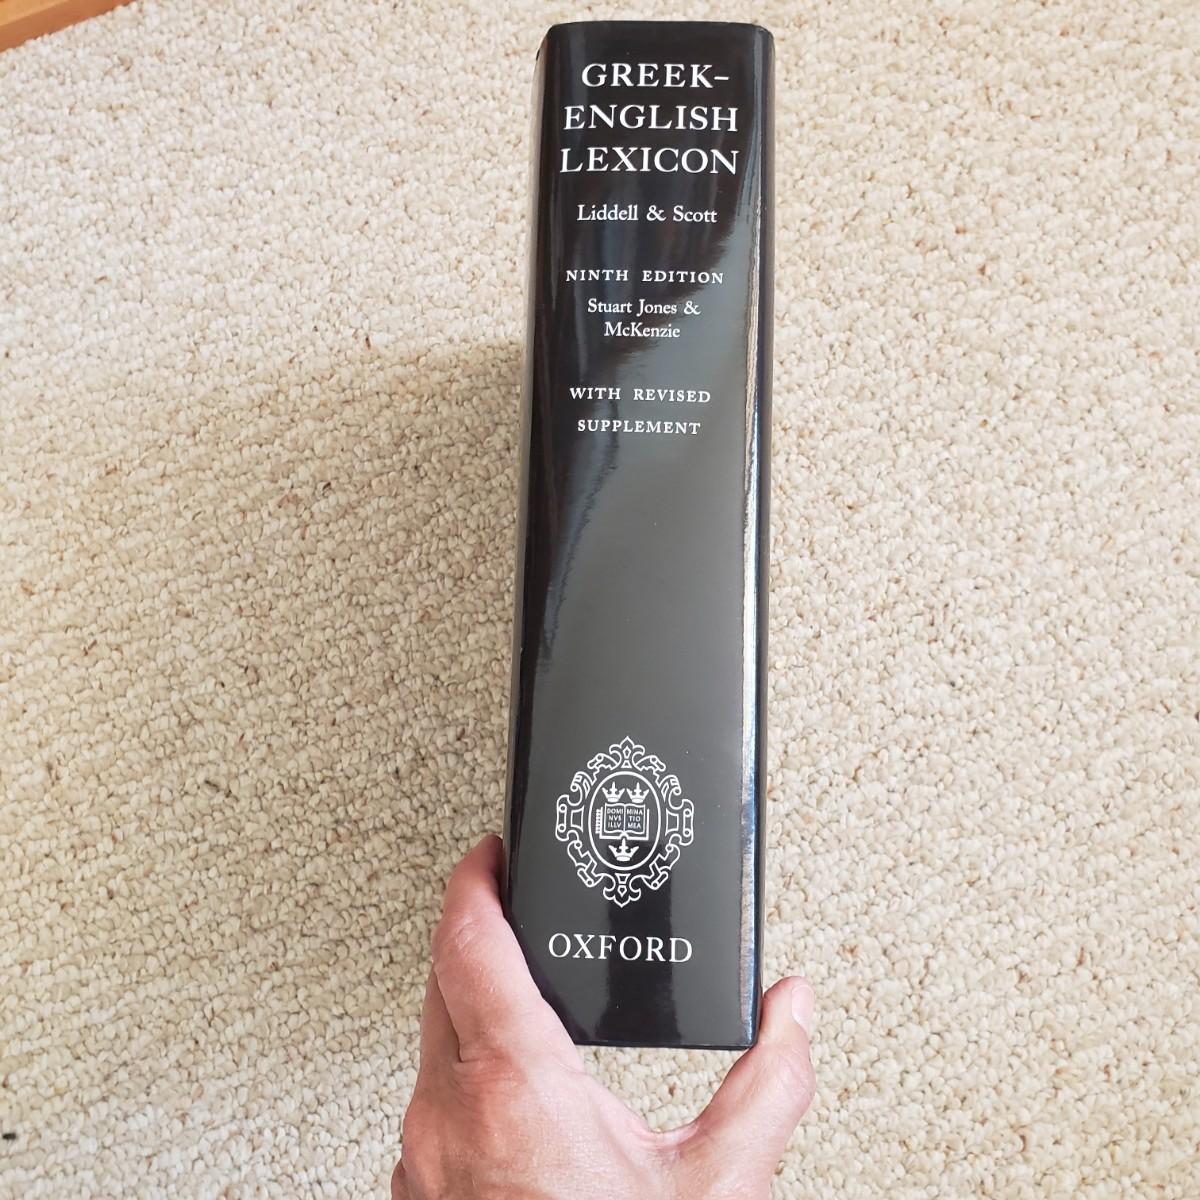 GREEK-
ENGLISH
LEXICON
Liddell & Scott
NINTH EDITION
Stuart Jones &
McKenzie
WITH REVISED
SUPPLEMENT
DOMI MINA
NVS TIO
ILLV MEA
OXFORD